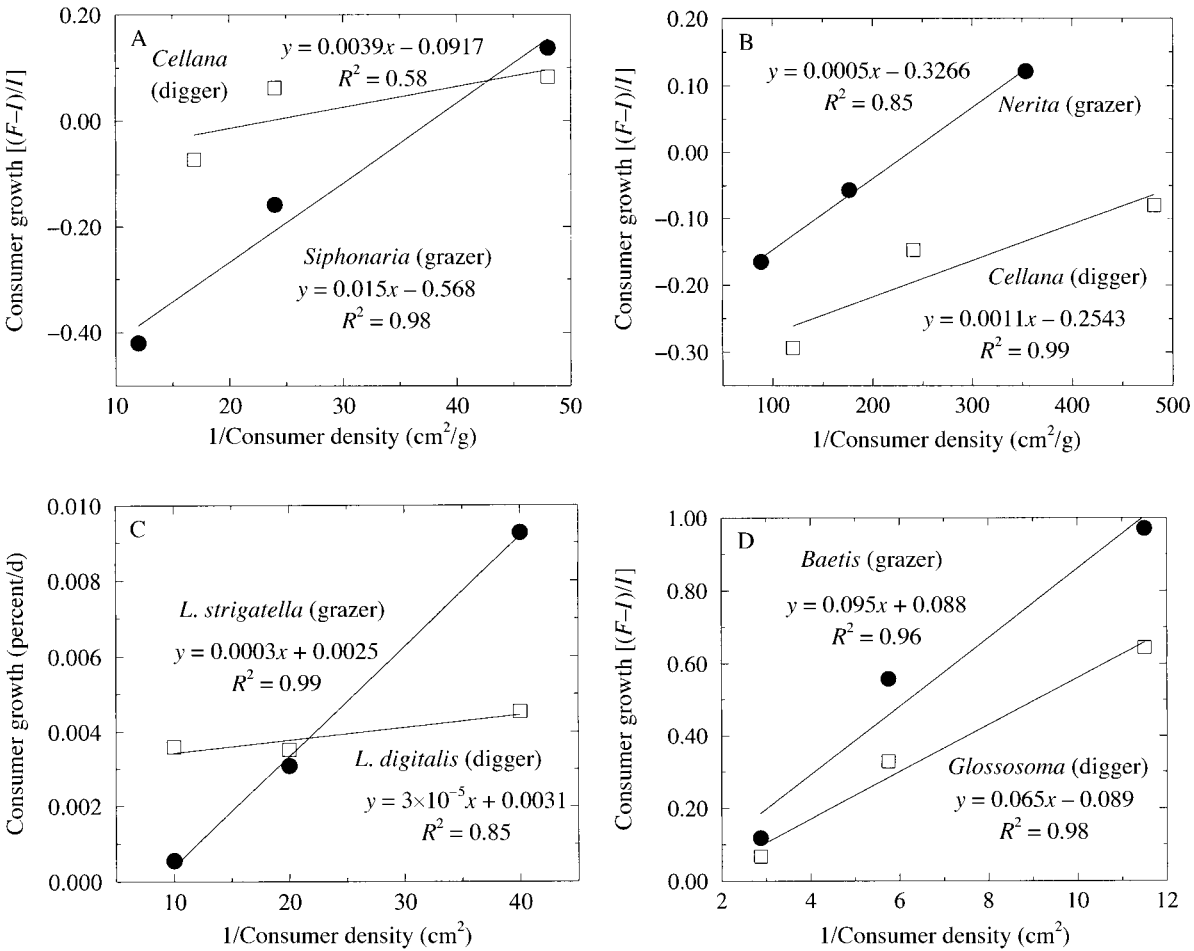 A
Cellana
(digger)
y = 0.0039x – 0.0917
R² = 0.58
Siphonaria (grazer)
y = 0.015x – 0.568
R² = 0.98
Consumer growth [(F–I)/I]
0.20
0.00
–0.20
–0.40
10 20 30 40 50
1/Consumer density (cm²/g)
B
y = 0.0005x – 0.3266
R² = 0.85
Nerita (grazer)
Cellana (digger)
y = 0.0011x – 0.2543
R² = 0.99
Consumer growth [(F–I)/I]
0.20
0.10
0.00
–0.10
–0.20
–0.30
100 200 300 400 500
1/Consumer density (cm²/g)
C
L. strigatella (grazer)
y = 0.0003x + 0.0025
R² = 0.99
L. digitalis (digger)
y = 3×10⁻⁵x + 0.0031
R² = 0.85
Consumer growth (percent/d)
0.010
0.008
0.006
0.004
0.002
0.000
10 20 30 40
1/Consumer density (cm²)
D
Baetis (grazer)
y = 0.095x + 0.088
R² = 0.96
Glossosoma (digger)
y = 0.065x – 0.089
R² = 0.98
Consumer growth [(F–I)/I]
1.00
0.80
0.60
0.40
0.20
0.00
2 4 6 8 10 12
1/Consumer density (cm²)